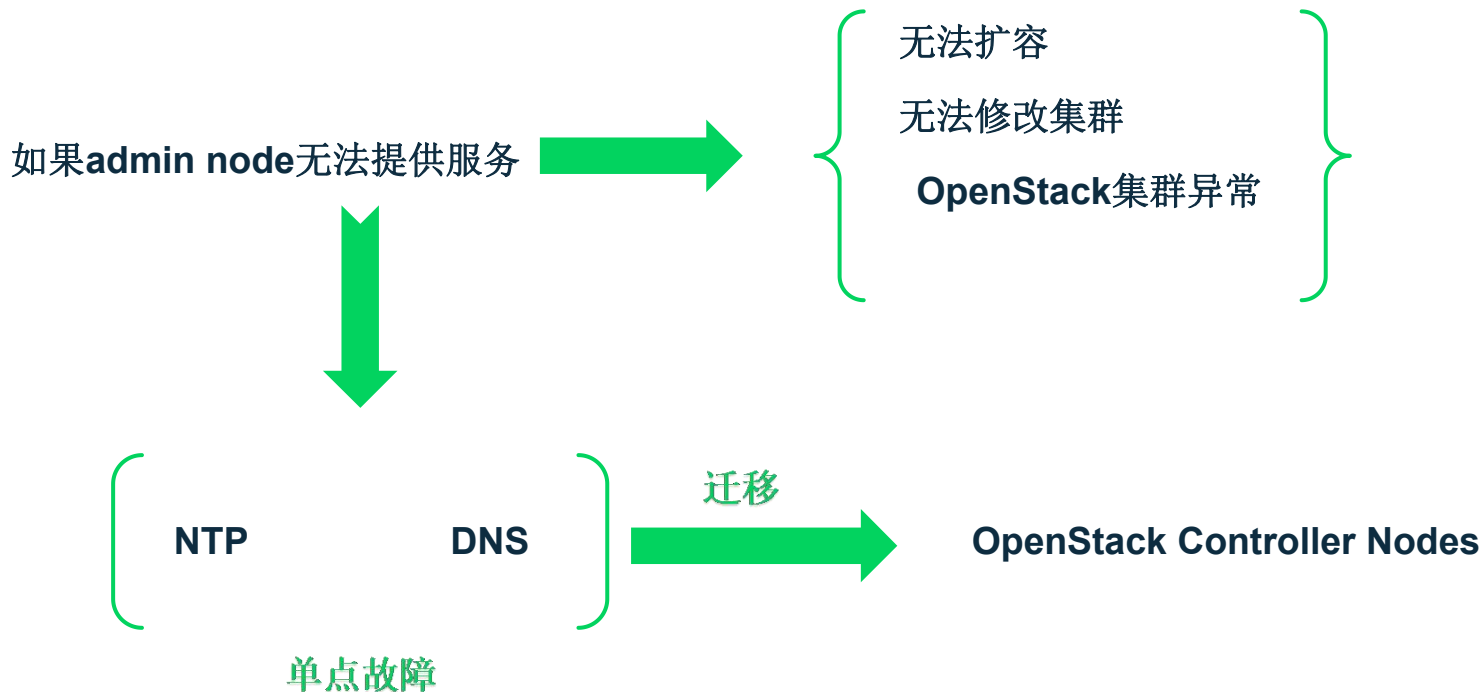 无法扩容
无法修改集群
如果admin node无法提供服务
OpenStack集群异常
迁移
NTP
DNS
OpenStack Controller Nodes
单点故障